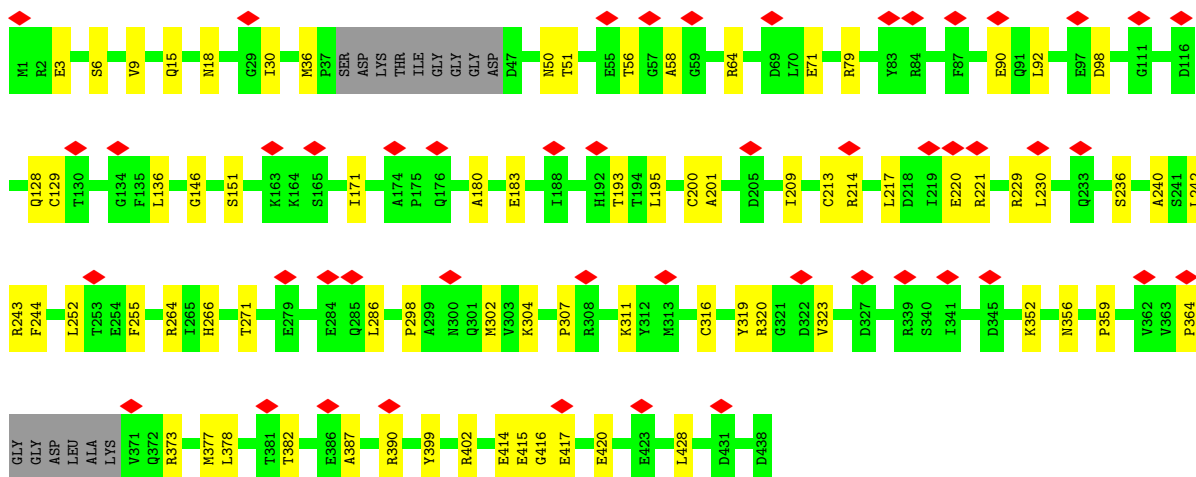 M1 R2 E3 S6 V9 Q15 N18 G29 I30 M36 P37 SER ASP LYS THR ILE GLY GLY GLY ASP D47 N50 T51 E55 T56 G57 A58 G59 R64 D69 L70 E71 R79 Y83 R84 F87 E90 Q91 L92 E97 D98 G111 D116
Q128 C129 T130 G134 F135 L136 G146 S151 K163 K164 S165 I171 A174 P175 Q176 A180 E183 I188 H192 T193 T194 L195 C200 A201 D205 I209 C213 R214 L217 D218 I219 E220 R221 R229 L230 Q233 S236 A240 S241 L242
R243 F244 L252 T253 E254 F255 R264 I265 H266 T271 E279 E284 Q285 L286 P298 A299 N300 Q301 M302 V303 K304 P307 R308 K311 Y312 M313 C316 Y319 R320 G321 D322 V323 D327 R339 S340 I341 D345 K352 N356 P359 V362 V363 P364
GLY GLY ASP LEU ALA LYS V371 Q372 R373 M377 L378 T381 T382 E386 A387 R390 Y399 R402 E414 E415 G416 E417 E420 E423 L428 D431 D438